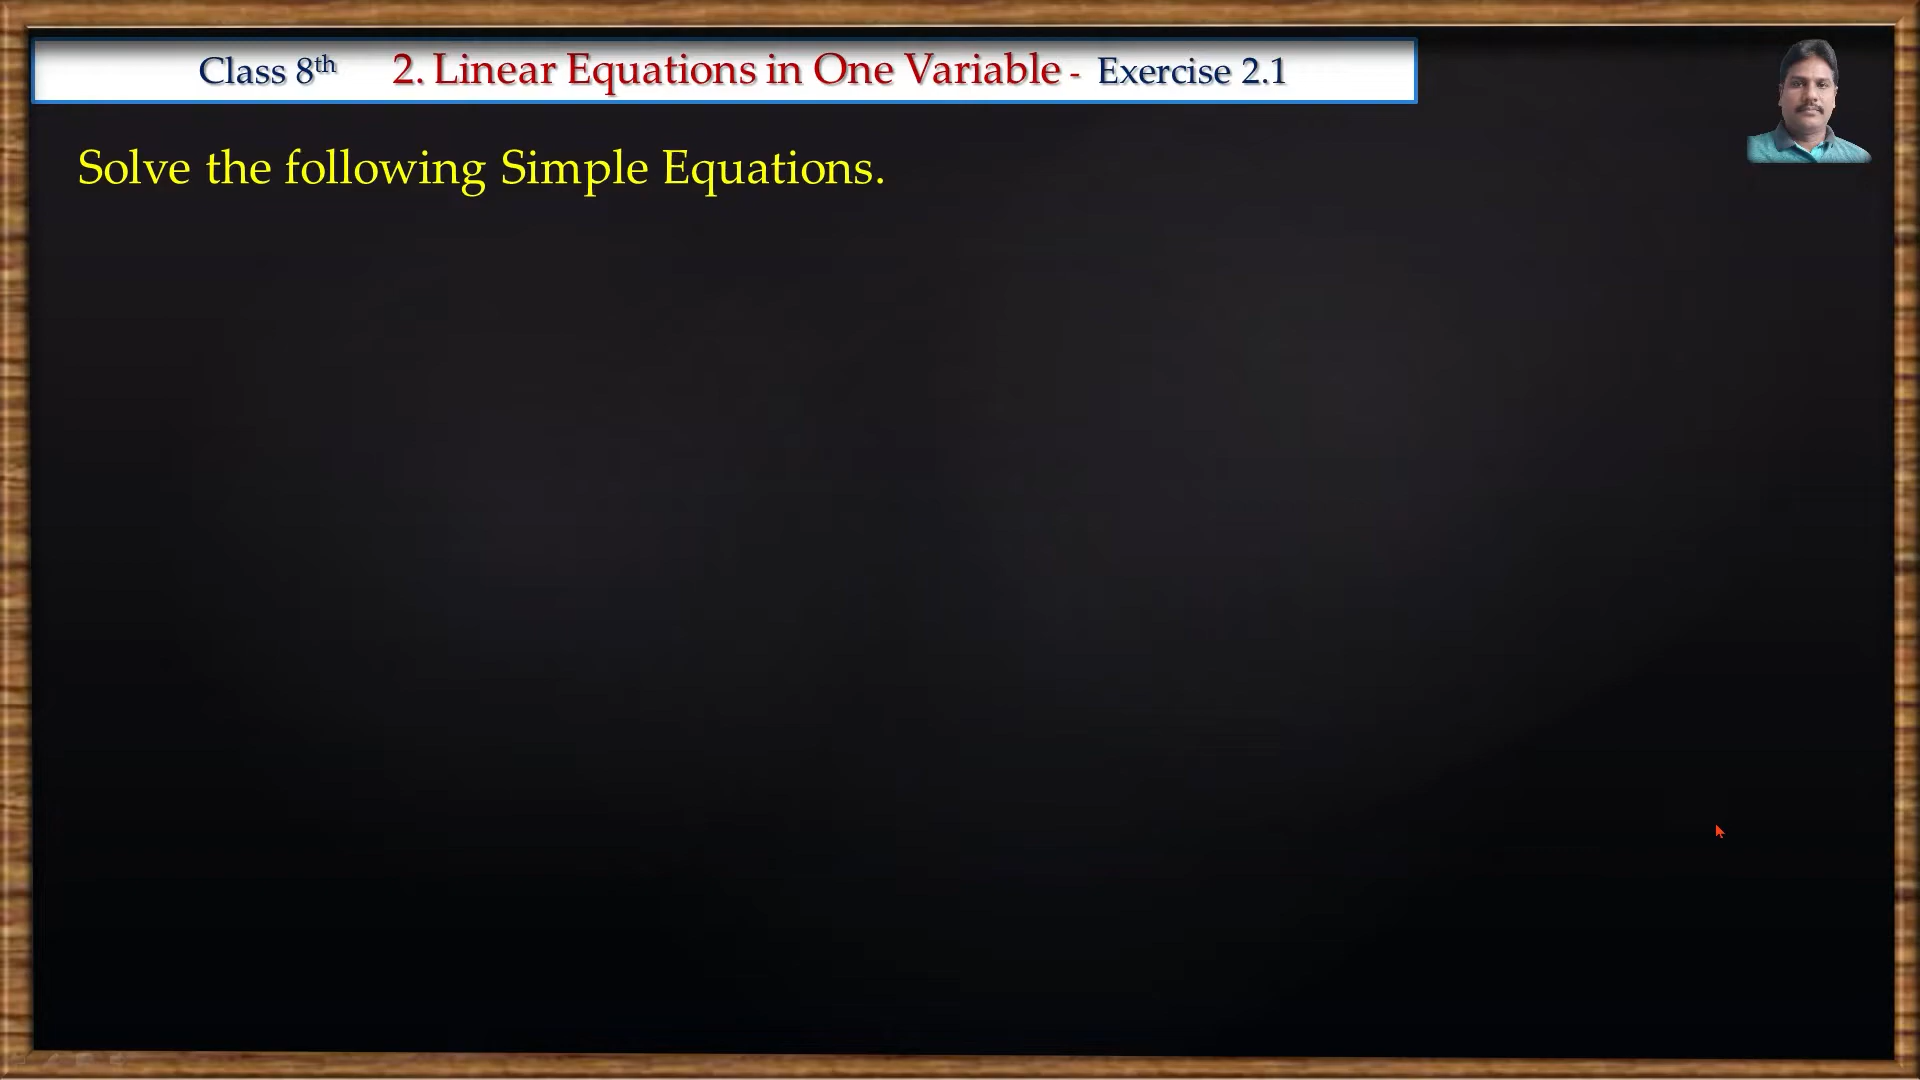 Class 8th 2. Linear Equations in One Variable - Exercise 2.1
Solve the following Simple Equations.